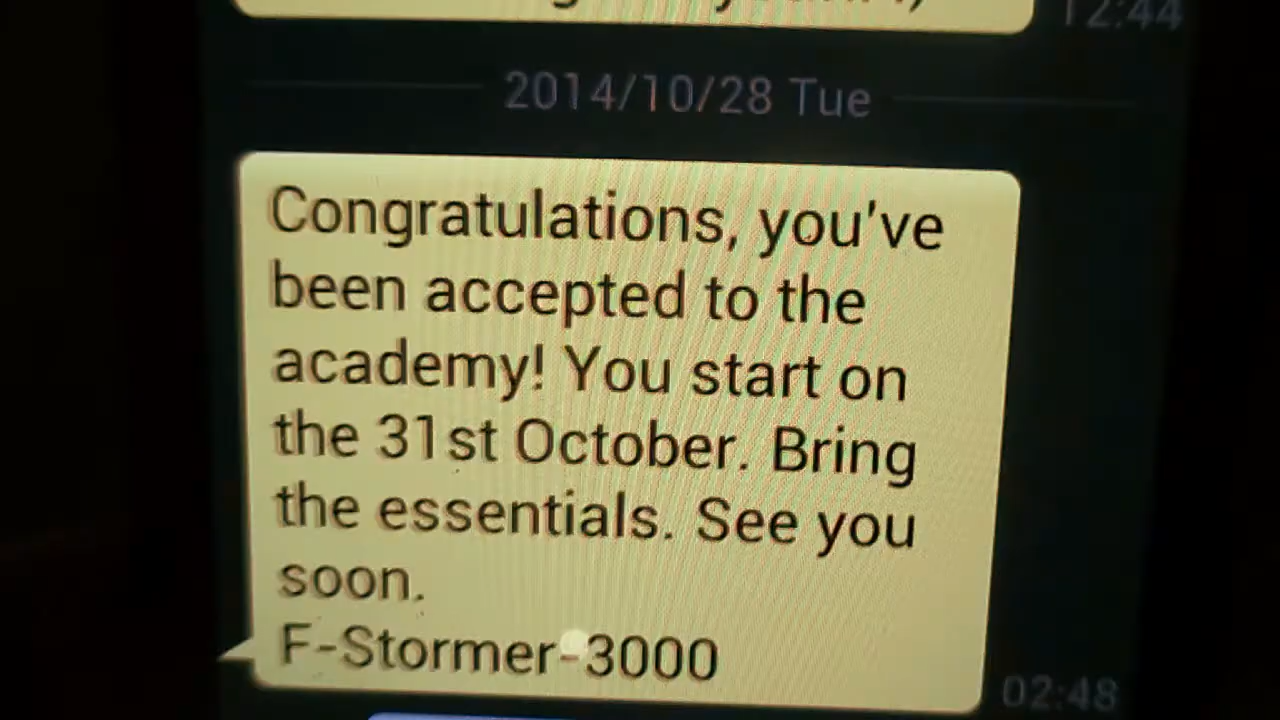 12:44
2014/10/28 Tue
Congratulations, you've
been accepted to the
academy! You start on
the 31st October. Bring
the essentials. See you
soon.
F-Stormer-3000
02:48